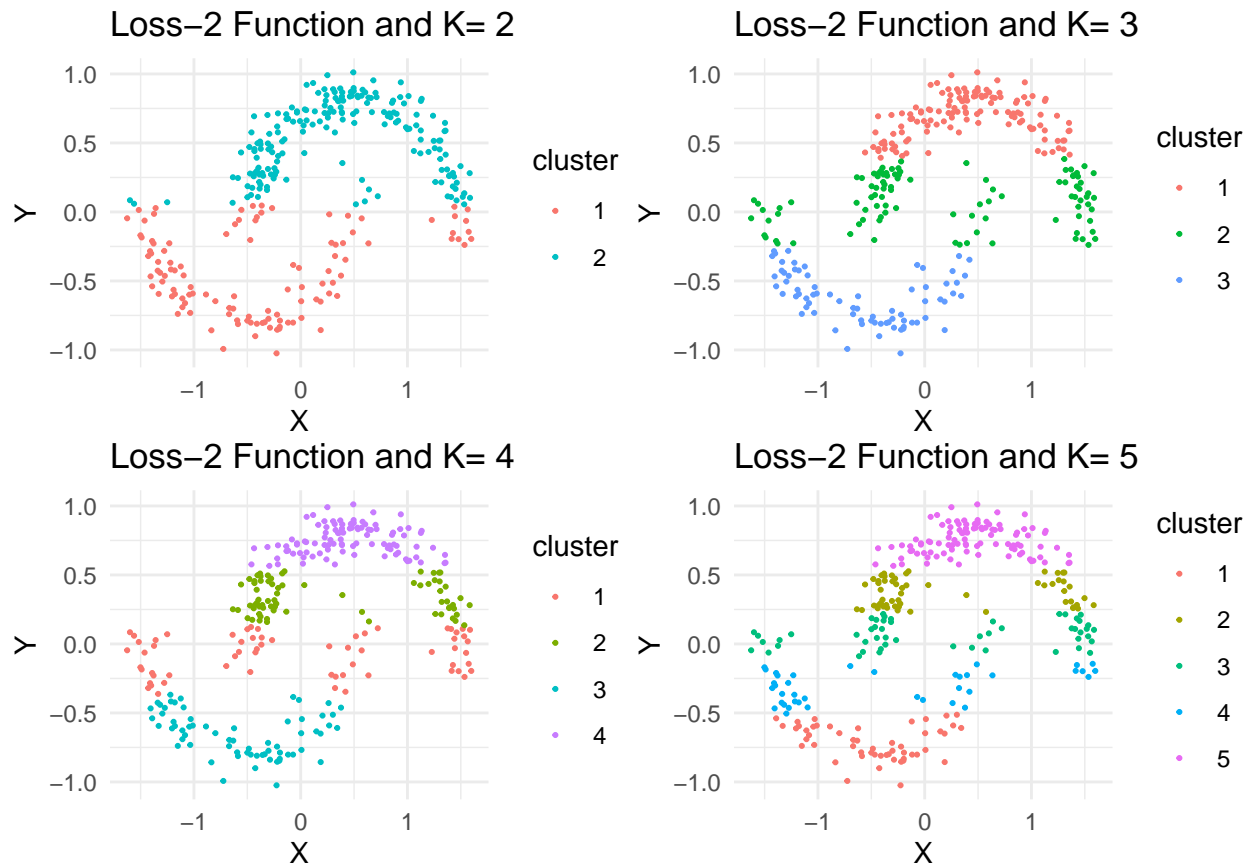 Loss−2 Function and K= 2
1.0
0.5
0.0
−0.5
−1.0
Y
−1 0 1
X
cluster
1
2
Loss−2 Function and K= 3
1.0
0.5
0.0
−0.5
−1.0
Y
−1 0 1
X
cluster
1
2
3
Loss−2 Function and K= 4
1.0
0.5
0.0
−0.5
−1.0
Y
−1 0 1
X
cluster
1
2
3
4
Loss−2 Function and K= 5
1.0
0.5
0.0
−0.5
−1.0
Y
−1 0 1
X
cluster
1
2
3
4
5